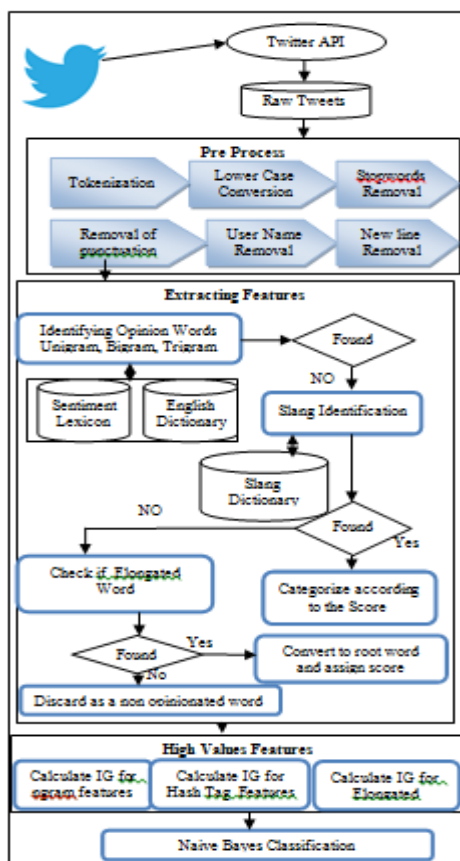 Twitter API
Raw Tweets
Pre Process
Tokenization
Lower Case
Conversion
Stopwords
Removal
Removal of
punctuation
User Name
Removal
New line
Removal
Extracting Features
Identifying Opinion Words
Unigram, Bigram, Trigram
Found
NO
Sentiment
Lexicon
English
Dictionary
Slang Identification
Slang
Dictionary
NO
Found
Yes
Check if Elongated
Word
Categorize according
to the Score
Found
Yes
Convert to root word
and assign score
No
Discard as a non opinionated word
High Values Features
Calculate IG for
ngram features
Calculate IG for
Hash Tag Features
Calculate IG for
Elongated
Naive Bayes Classification